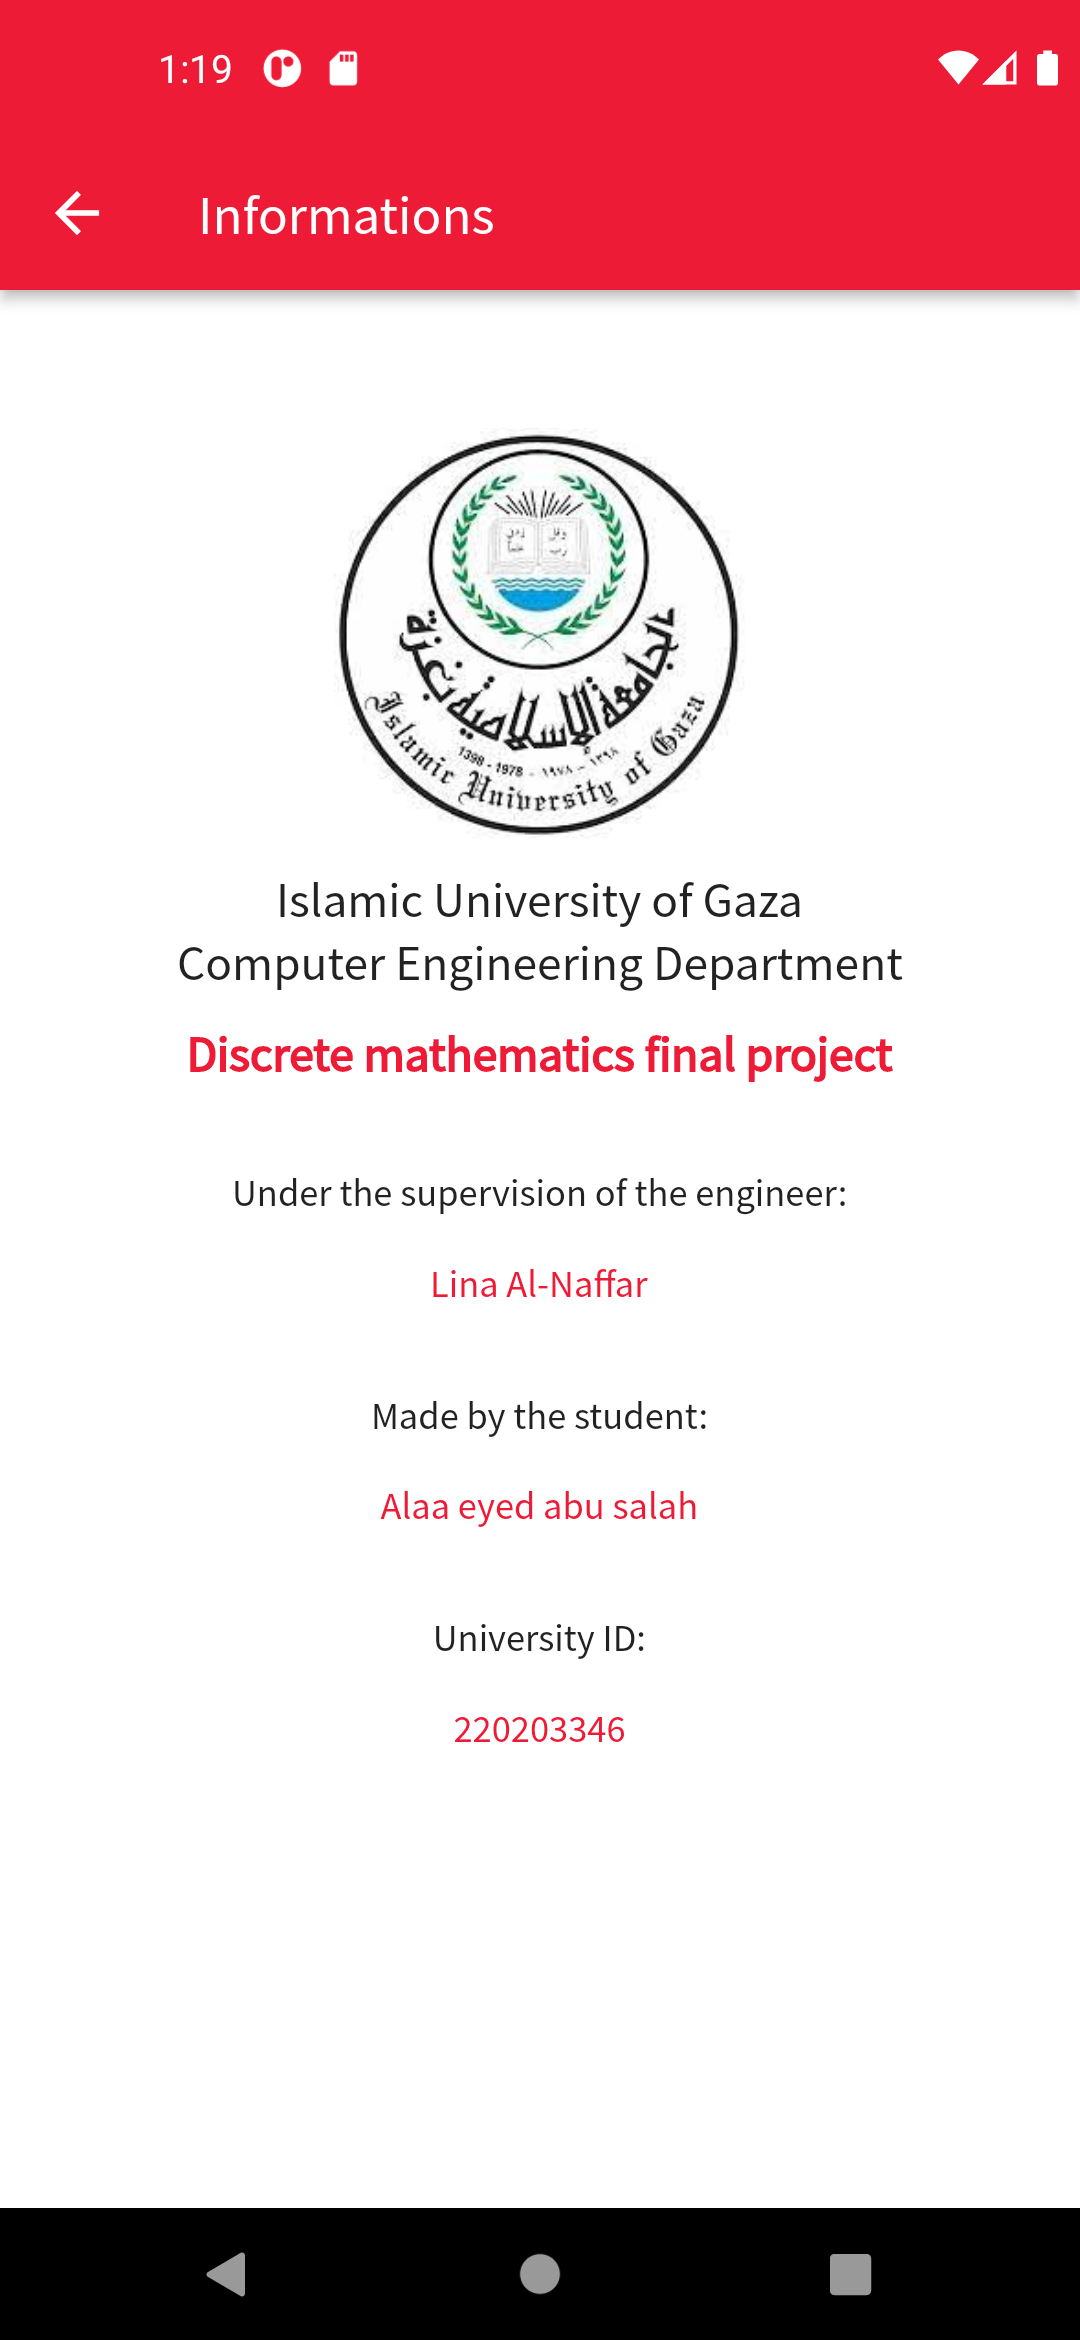 1:19
Informations
الجامعة الإسلامية بغزة
1398 - 1978 - ١٩٧٨ - ١٣٩٨
Islamic University of Gaza
Islamic University of Gaza
Computer Engineering Department
Discrete mathematics final project
Under the supervision of the engineer:
Lina Al-Naffar
Made by the student:
Alaa eyed abu salah
University ID:
220203346